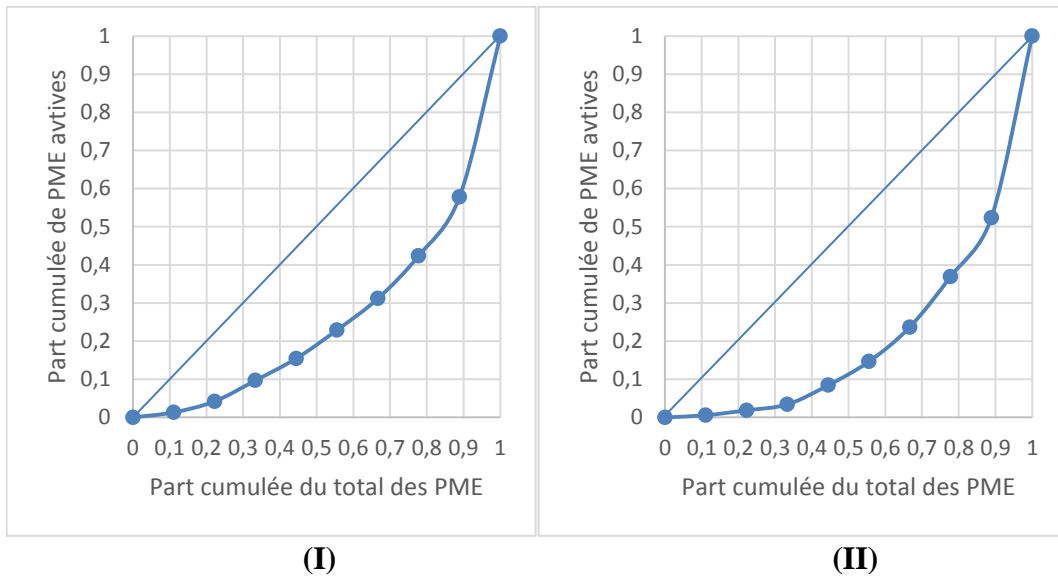 1
0,9
0,8
0,7
0,6
0,5
0,4
0,3
0,2
0,1
0
Part cumulée de PME avtives
0 0,1 0,2 0,3 0,4 0,5 0,6 0,7 0,8 0,9 1
Part cumulée du total des PME
(I)
1
0,9
0,8
0,7
0,6
0,5
0,4
0,3
0,2
0,1
0
Part cumulée de PME avtives
0 0,1 0,2 0,3 0,4 0,5 0,6 0,7 0,8 0,9 1
Part cumulée du total des PME
(II)